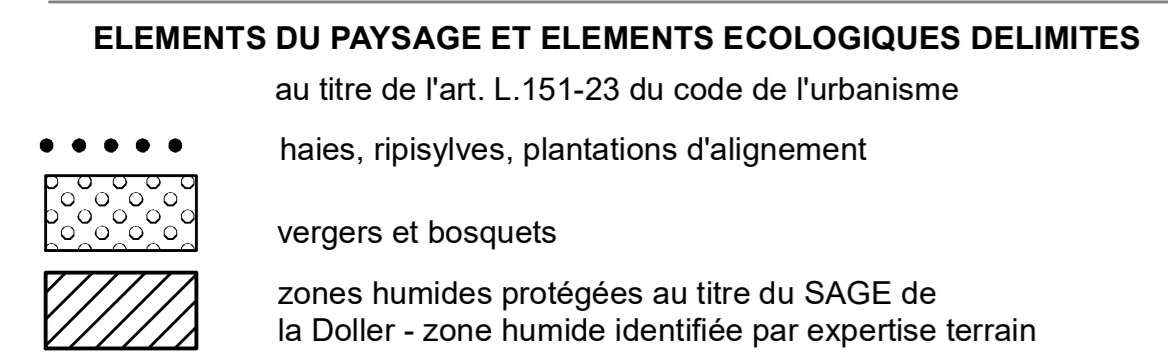 ELEMENTS DU PAYSAGE ET ELEMENTS ECOLOGIQUES DELIMITES
au titre de l'art. L.151-23 du code de l'urbanisme
haies, ripisylves, plantations d'alignement
vergers et bosquets
zones humides protégées au titre du SAGE de
la Doller - zone humide identifiée par expertise terrain